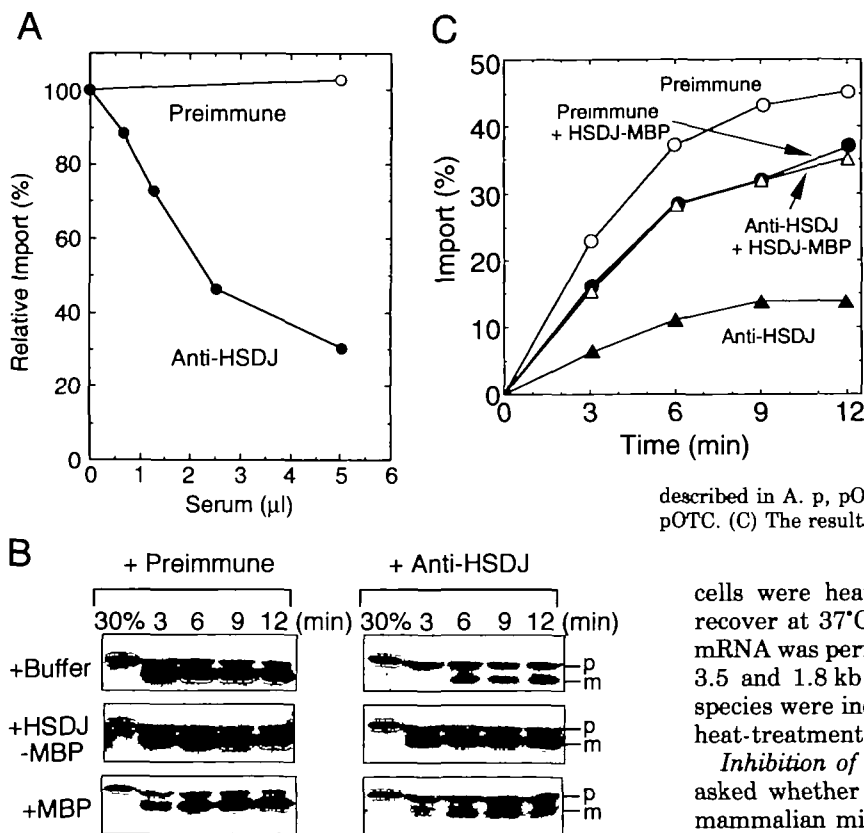 A
Relative Import (%)
100
80
60
40
20
0
Preimmune
Anti-HSDJ
0 1 2 3 4 5 6
Serum (μl)
C
Import (%)
50
40
30
20
10
0
Preimmune
Preimmune
+ HSDJ-MBP
Anti-HSDJ
+ HSDJ-MBP
Anti-HSDJ
0 3 6 9 12
Time (min)
B
+ Preimmune + Anti-HSDJ
30% 3 6 9 12 (min) 30% 3 6 9 12 (min)
+Buffer p
m
+HSDJ
-MBP p
m
+MBP p
m
described in A. p, pO
pOTC. (C) The result
cells were hea
recover at 37°C
mRNA was peri
3.5 and 1.8 kb
species were inc
heat-treatment
Inhibition of
asked whether
mammalian mi